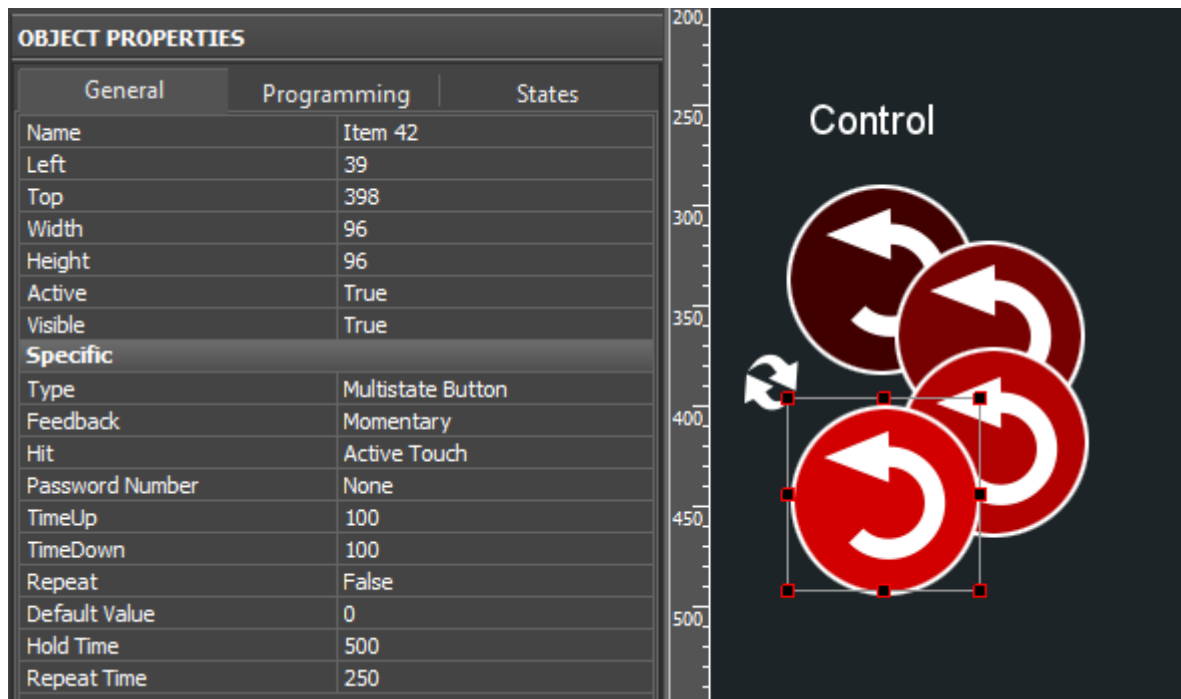 OBJECT PROPERTIES
General Programming States
Name Item 42
Left 39
Top 398
Width 96
Height 96
Active True
Visible True
Specific
Type Multistate Button
Feedback Momentary
Hit Active Touch
Password Number None
TimeUp 100
TimeDown 100
Repeat False
Default Value 0
Hold Time 500
Repeat Time 250
200
250
300
350
400
450
500
Control